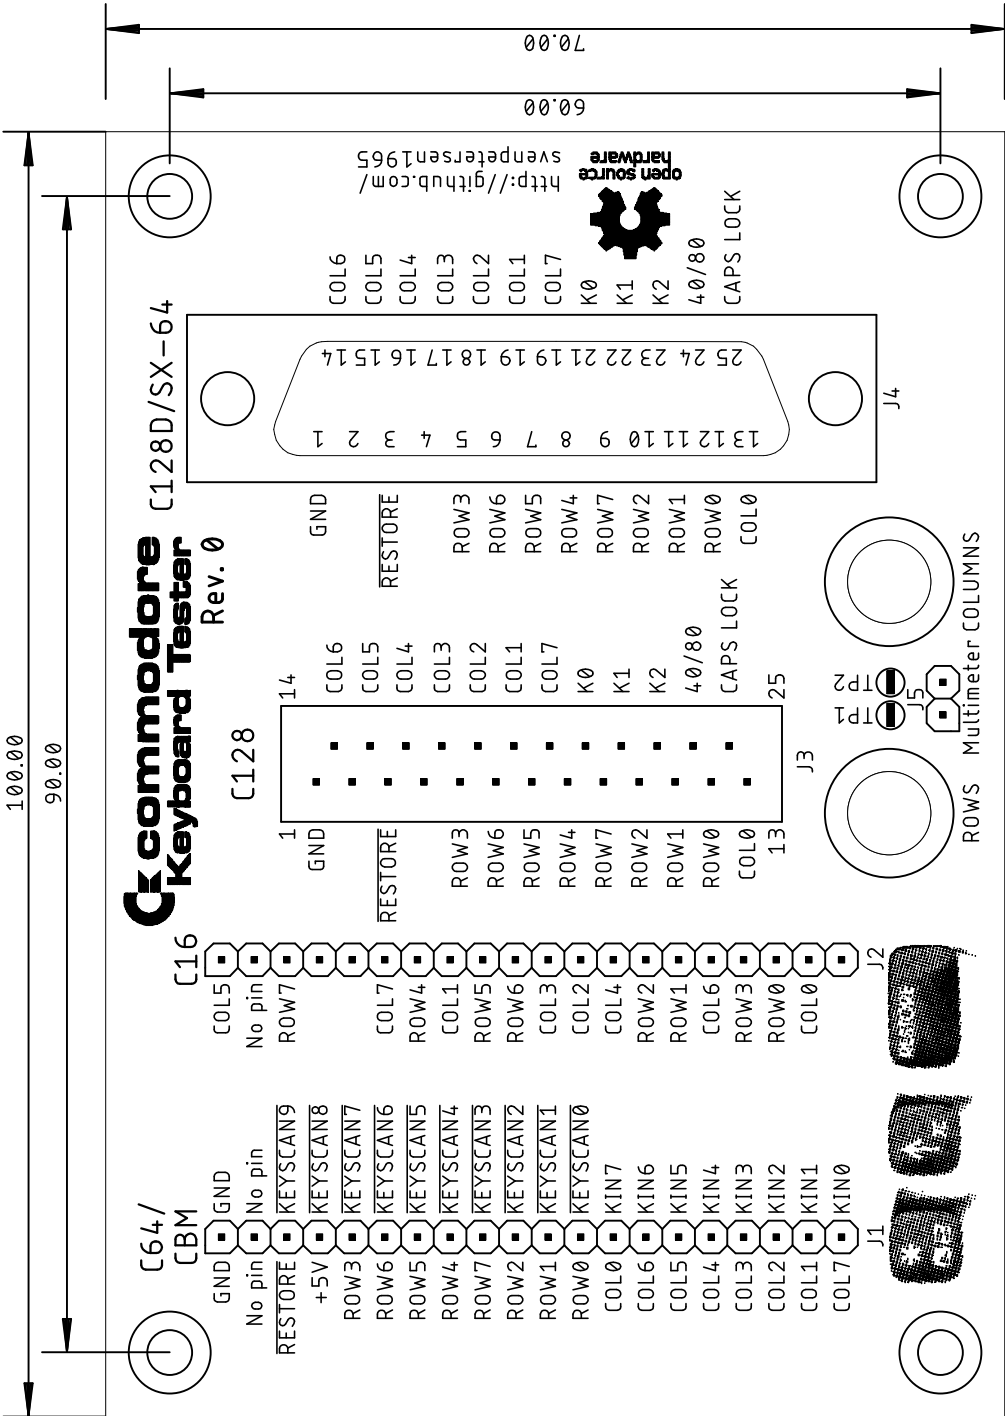 100.00
90.00
70.00
60.00
commodore
Keyboard Tester
Rev. 0
http://github.com/
svenpetersen1965
open source
hardware
C64/
CBM
GND
No pin
RESTORE
+5V
ROW3
ROW6
ROW5
ROW4
ROW7
ROW2
ROW1
ROW0
COL0
COL6
COL5
COL4
COL3
COL2
COL1
COL7
GND
No pin
KEYSCAN9
KEYSCAN8
KEYSCAN7
KEYSCAN6
KEYSCAN5
KEYSCAN4
KEYSCAN3
KEYSCAN2
KEYSCAN1
KEYSCAN0
KIN7
KIN6
KIN5
KIN4
KIN3
KIN2
KIN1
KIN0
J1
C16
COL5
No pin
ROW7
COL7
ROW4
COL1
ROW5
ROW6
COL3
COL2
COL4
ROW2
ROW1
COL6
ROW3
ROW0
COL0
J2
RESTORE
C128
1
14
GND
RESTORE
ROW3
ROW6
ROW5
ROW4
ROW7
ROW2
ROW1
ROW0
COL0
13
COL6
COL5
COL4
COL3
COL2
COL1
COL7
K0
K1
K2
40/80
CAPS LOCK
25
J3
C128D/SX-64
GND
RESTORE
ROW3
ROW6
ROW5
ROW4
ROW7
ROW2
ROW1
ROW0
COL0
1
2
3
4
5
6
7
8
9
10
11
12
13
14
15
16
17
18
19
19
21
22
23
24
25
COL6
COL5
COL4
COL3
COL2
COL1
COL7
K0
K1
K2
40/80
CAPS LOCK
J4
TP1
TP2
J5
ROWS
Multimeter
COLUMNS